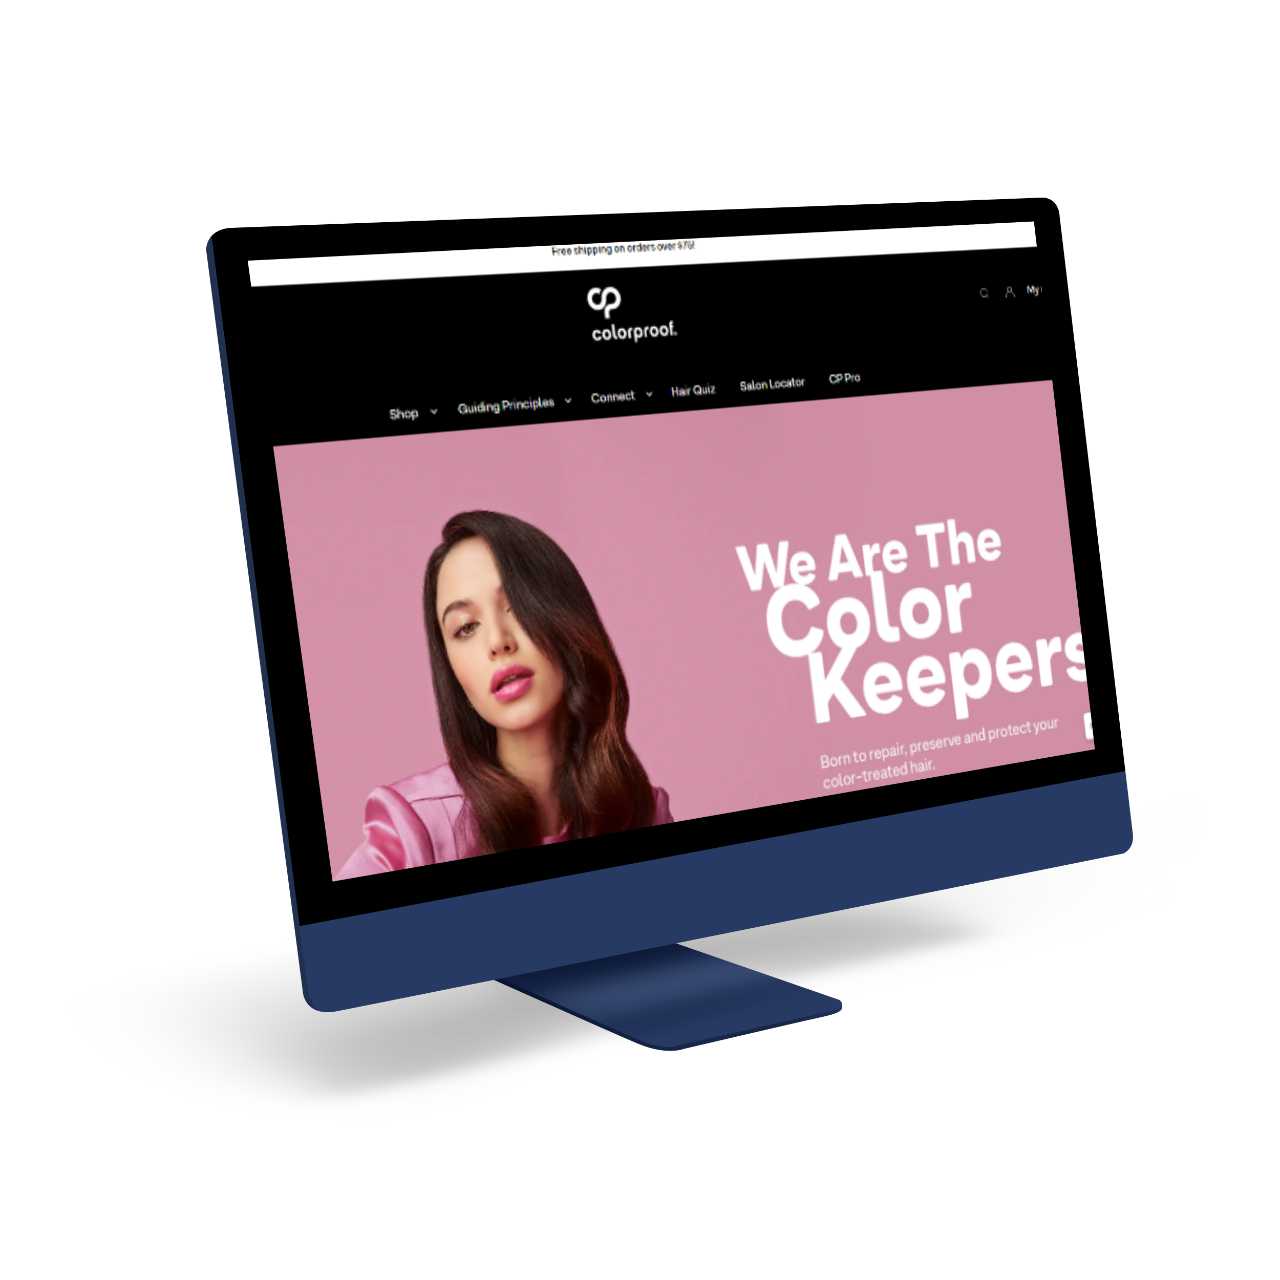 Free shipping on orders over $75!
cp
colorproof.
My
Shop Guiding Principles Connect Hair Quiz Salon Locator CP Pro
We Are The
Color
Keepers
Born to repair, preserve and protect your
color-treated hair.